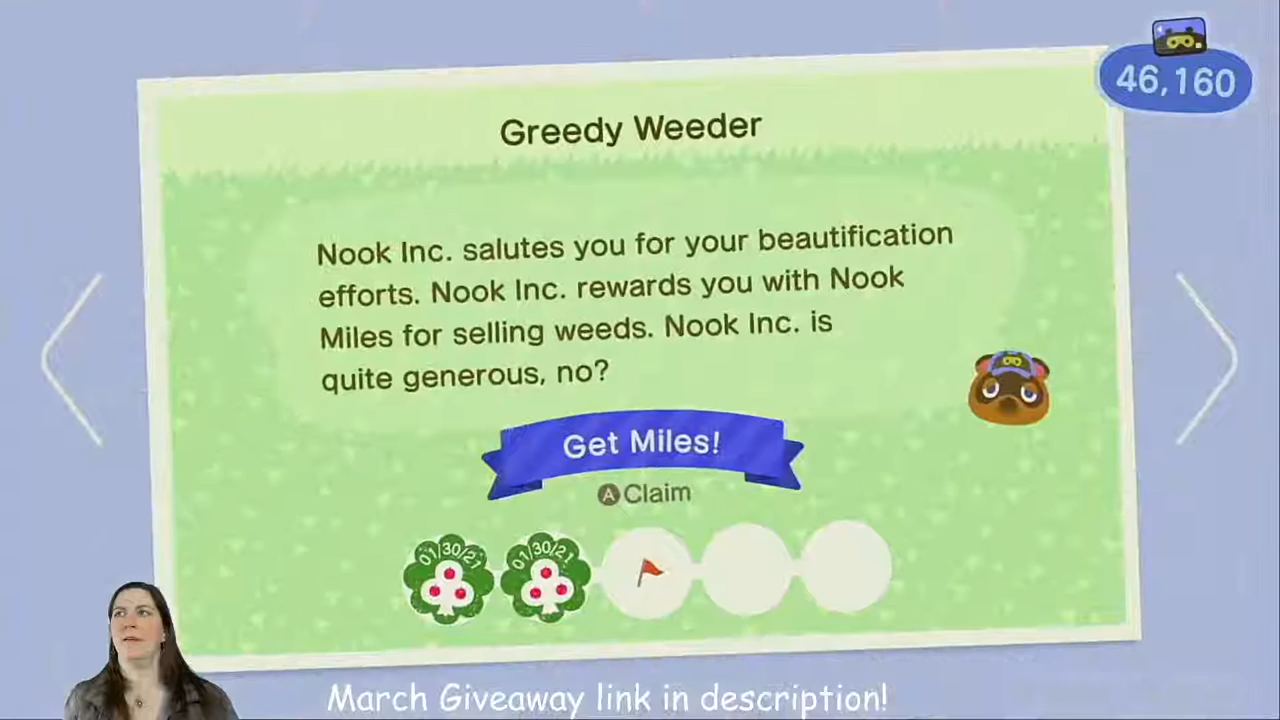 46,160
Greedy Weeder
Nook Inc. salutes you for your beautification
efforts. Nook Inc. rewards you with Nook
Miles for selling weeds. Nook Inc. is
quite generous, no?
Get Miles!
A Claim
01/30/21 01/30/21
March Giveaway link in description!